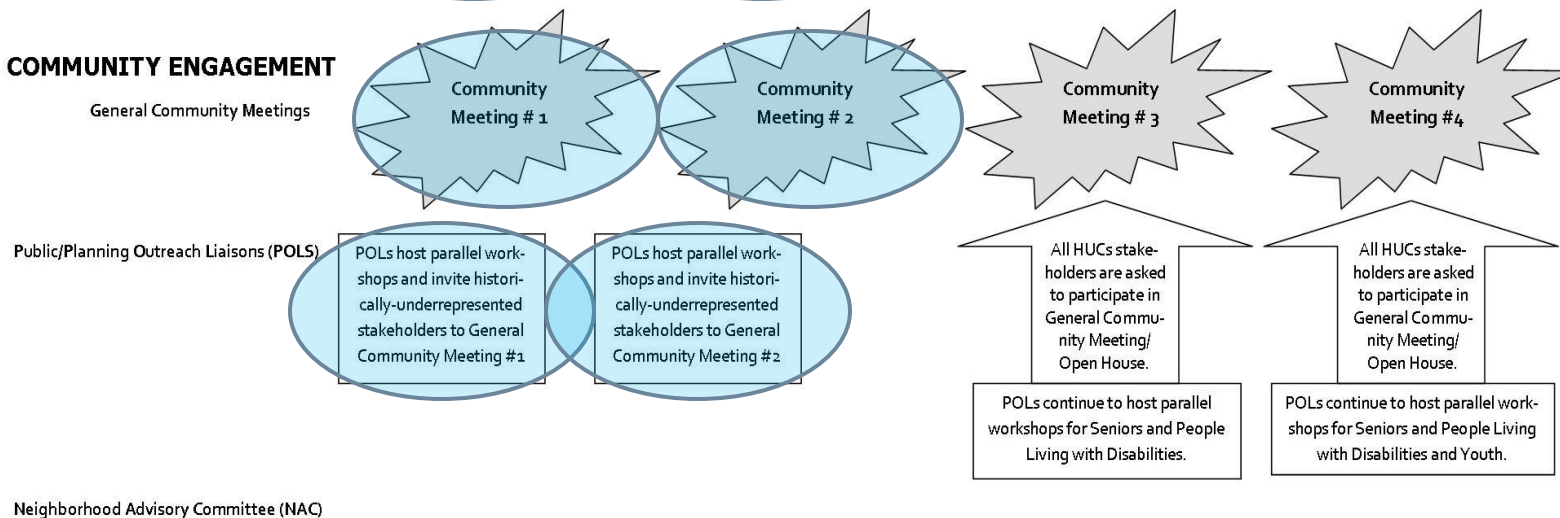 COMMUNITY ENGAGEMENT
General Community Meetings
Community
Meeting # 1
Community
Meeting # 2
Community
Meeting # 3
Community
Meeting #4
Public/Planning Outreach Liaisons (POLS)
POLs host parallel work-
shops and invite histori-
cally-underrepresented
stakeholders to General
Community Meeting #1
POLs host parallel work-
shops and invite histori-
cally-underrepresented
stakeholders to General
Community Meeting #2
All HUCs stake-
holders are asked
to participate in
General Commu-
nity Meeting/
Open House.
All HUCs stake-
holders are asked
to participate in
General Commu-
nity Meeting/
Open House.
POLs continue to host parallel
workshops for Seniors and People
Living with Disabilities.
POLs continue to host parallel work-
shops for Seniors and People Living
with Disabilities and Youth.
Neighborhood Advisory Committee (NAC)